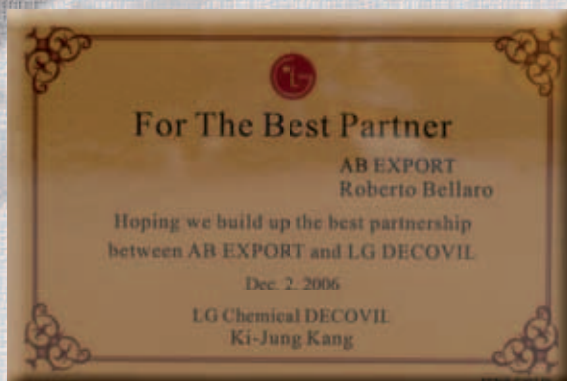 For The Best Partner
AB EXPORT
Roberto Bellaro
Hoping we build up the best partnership
between AB EXPORT and LG DECOVIL
Dec. 2. 2006
LG Chemical DECOVIL
Ki-Jung Kang